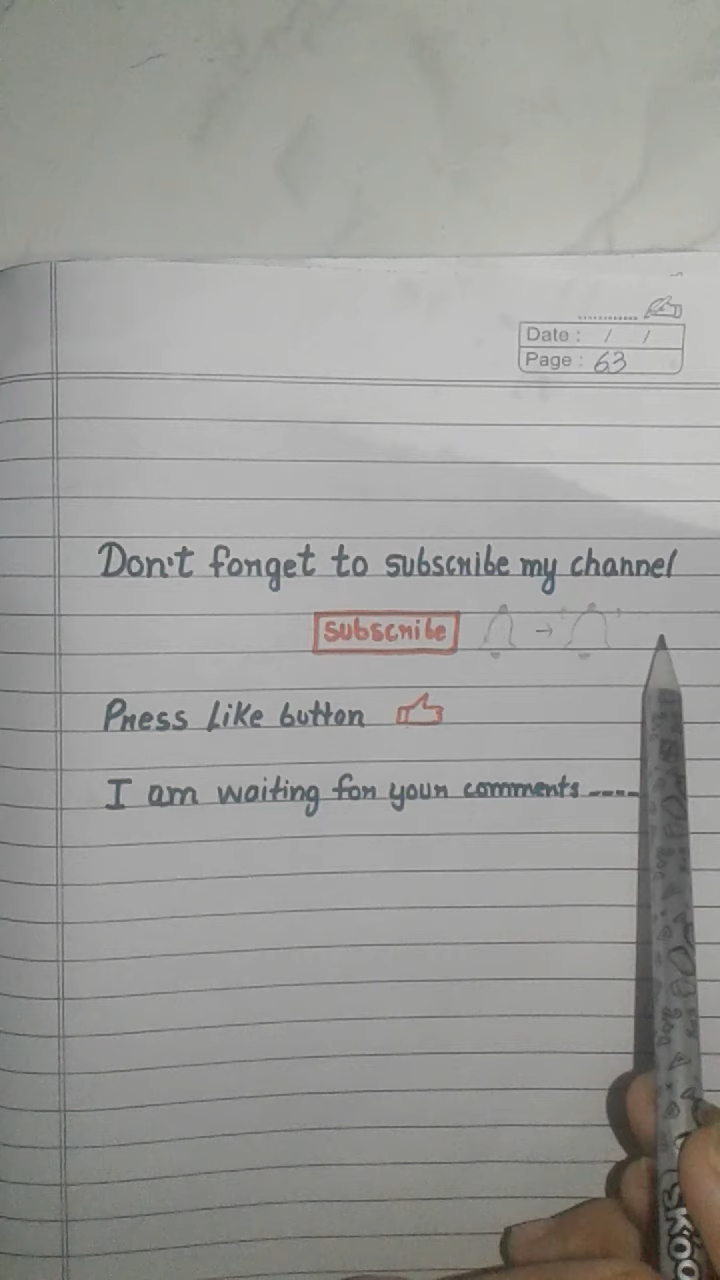 Date : / /
Page : 63
Don't forget to subscribe my channel
Subscribe →
Press Like button
I am waiting for your comments ----